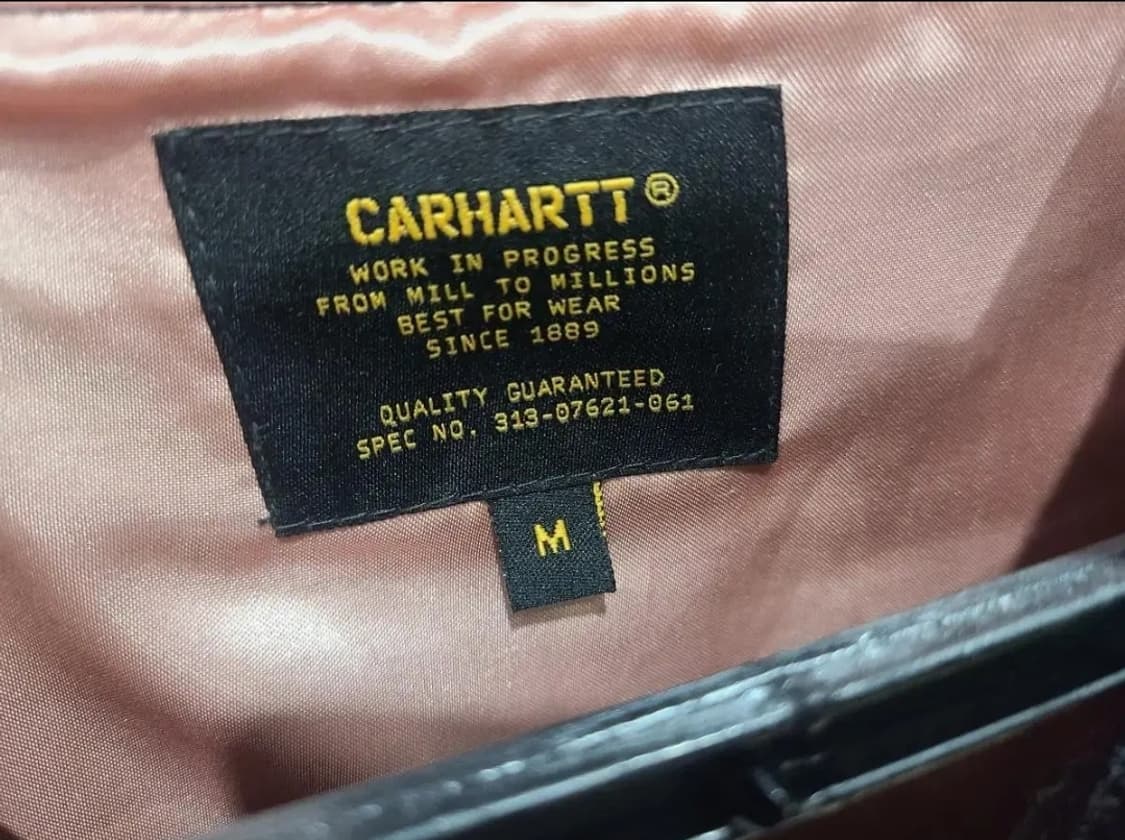 CARHARTT®
WORK IN PROGRESS
FROM MILL TO MILLIONS
BEST FOR WEAR
SINCE 1889
QUALITY GUARANTEED
SPEC NO. 313-07621-061
M